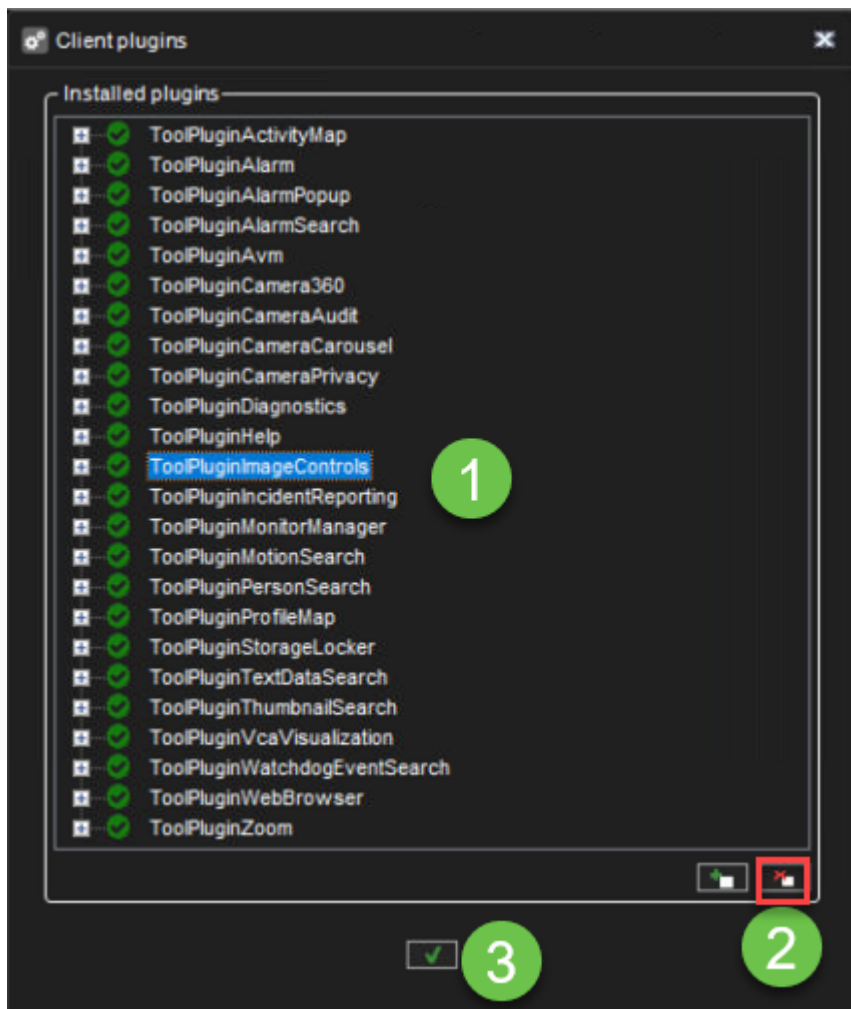 Client plugins
Installed plugins
ToolPluginActivityMap
ToolPluginAlarm
ToolPluginAlarmPopup
ToolPluginAlarmSearch
ToolPluginAvm
ToolPluginCamera360
ToolPluginCameraAudit
ToolPluginCameraCarousel
ToolPluginCameraPrivacy
ToolPluginDiagnostics
ToolPluginHelp
ToolPluginImageControls
1
ToolPluginIncidentReporting
ToolPluginMonitorManager
ToolPluginMotionSearch
ToolPluginPersonSearch
ToolPluginProfileMap
ToolPluginStorageLocker
ToolPluginTextDataSearch
ToolPluginThumbnailSearch
ToolPluginVcaVisualization
ToolPluginWatchdogEventSearch
ToolPluginWebBrowser
ToolPluginZoom
2
3